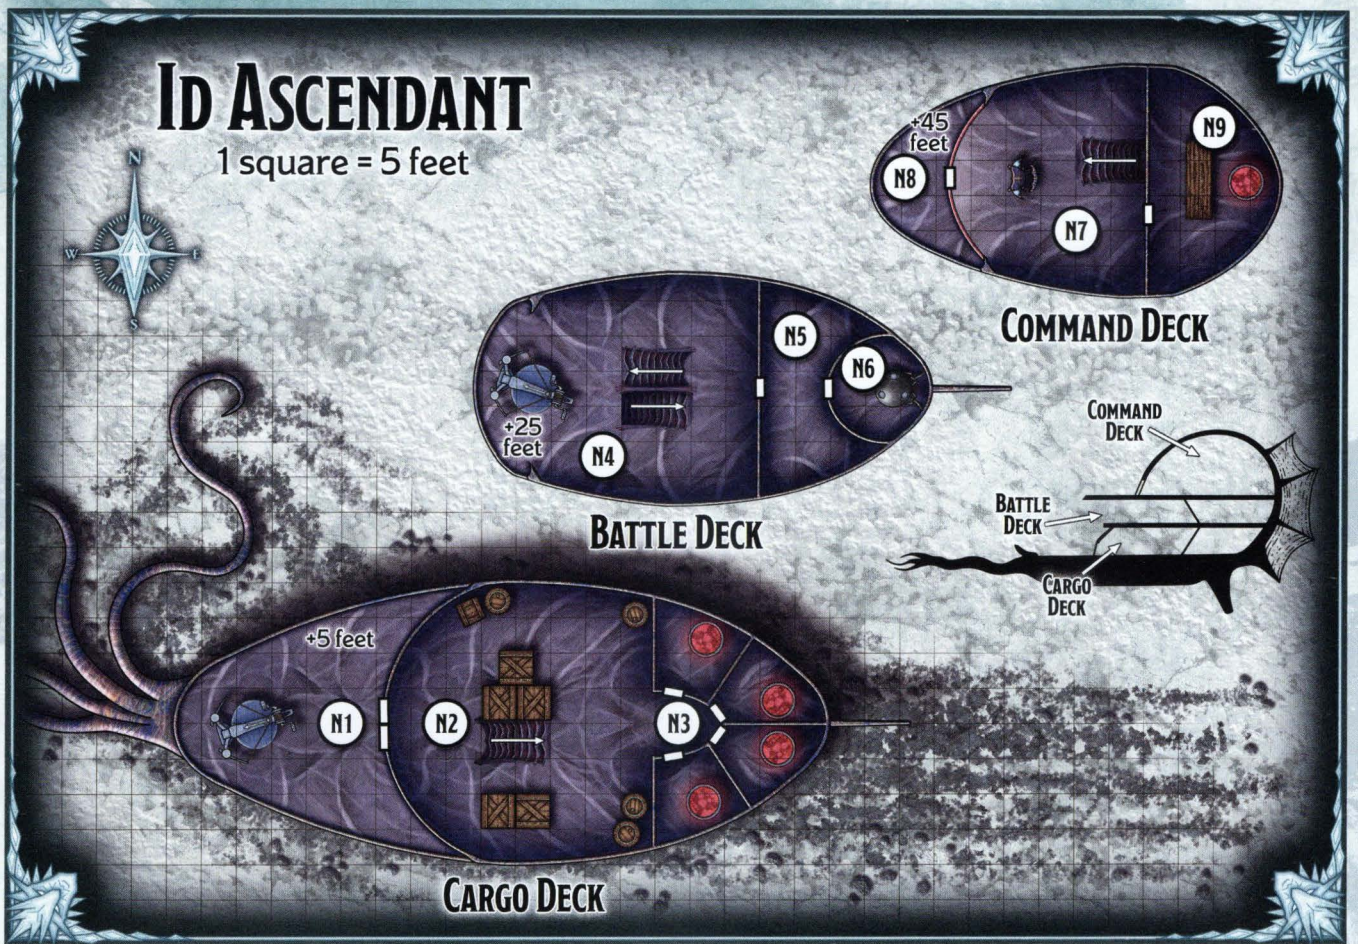 ID ASCENDANT
1 square = 5 feet
N
W
E
S
+45
feet
N8
N7
N9
COMMAND DECK
+25
feet
N4
N5
N6
BATTLE DECK
COMMAND
DECK
BATTLE
DECK
CARGO
DECK
+5 feet
N1
N2
N3
CARGO DECK